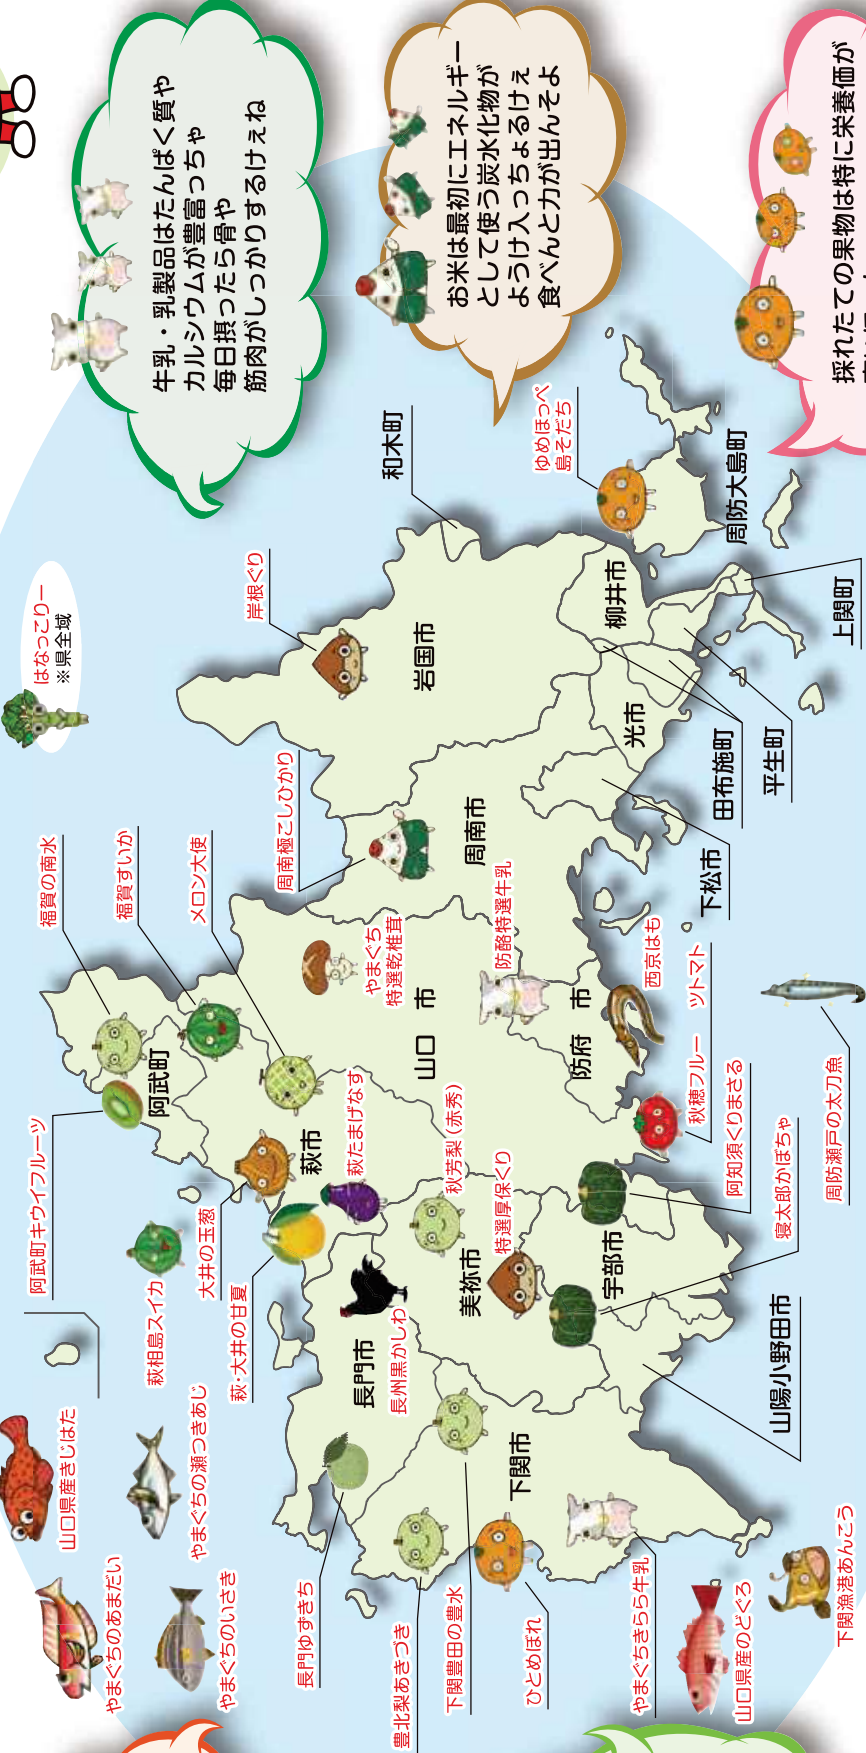 牛乳・乳製品はたんぱく質や
カルシウムが豊富っちゃ
毎日摂ったら骨や
筋肉がしっかりするけぇね
お米は最初にエネルギー
として使う炭水化物が
ようけ入っちょるけぇ
食べんと力が出んそよ
採れたての果物は特に栄養価が
はなっこりー
※県全域
和木町
ゆめほっぺ
島そだち
周防大島町
岸根ぐり
岩国市
柳井市
上関町
光市
田布施町
平生町
周南極こしひかり
周南市
下松市
福賀の南水
福賀すいか
メロン大使
やまぐち
特選乾椎茸
防酪特選牛乳
西京はも
山口市
防府市
秋穂フルーツトマト
周防瀬戸の太刀魚
阿武町
阿武町キウイフルーツ
萩市
萩たまげなす
秋芳梨(赤秀)
特選厚保くり
阿知須くりまさる
寝太郎かぼちゃ
萩相島スイカ
大井の玉葱
萩・大井の甘夏
長門市
長州黒かしわ
美祢市
宇部市
山陽小野田市
山口県産きじはた
やまぐちの瀬つきあじ
やまぐちのあまだい
やまぐちのいさき
長門ゆずきち
豊北梨あきづき
下関豊田の豊水
ひとめぼれ
下関市
やまぐちきらら牛乳
山口県産のどぐろ
下関漁港あんこう